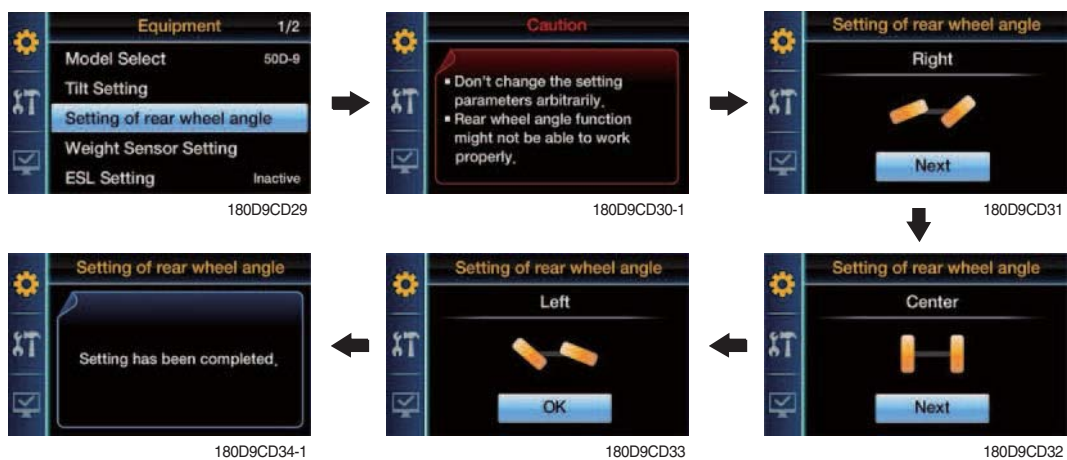 Equipment 1/2
Model Select 50D-9
Tilt Setting
Setting of rear wheel angle
Weight Sensor Setting
ESL Setting Inactive
180D9CD29
Caution
▪ Don't change the setting
parameters arbitrarily.
▪ Rear wheel angle function
might not be able to work
properly.
180D9CD30-1
Setting of rear wheel angle
Right
Next
180D9CD31
Setting of rear wheel angle
Center
Next
180D9CD32
Setting of rear wheel angle
Left
OK
180D9CD33
Setting of rear wheel angle
Setting has been completed.
180D9CD34-1